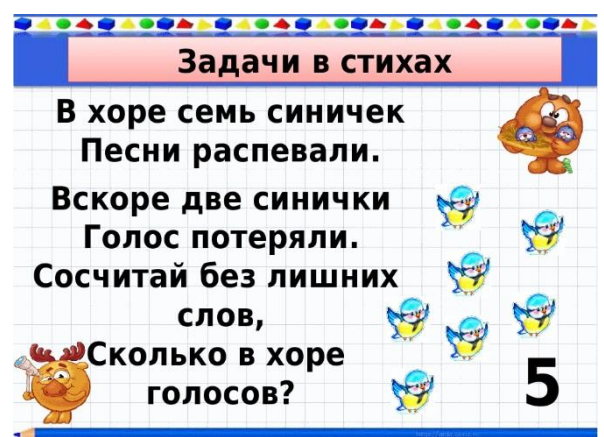 Задачи в стихах
В хоре семь синичек
Песни распевали.
Вскоре две синички
Голос потеряли.
Сосчитай без лишних
слов,
Сколько в хоре
голосов?
5